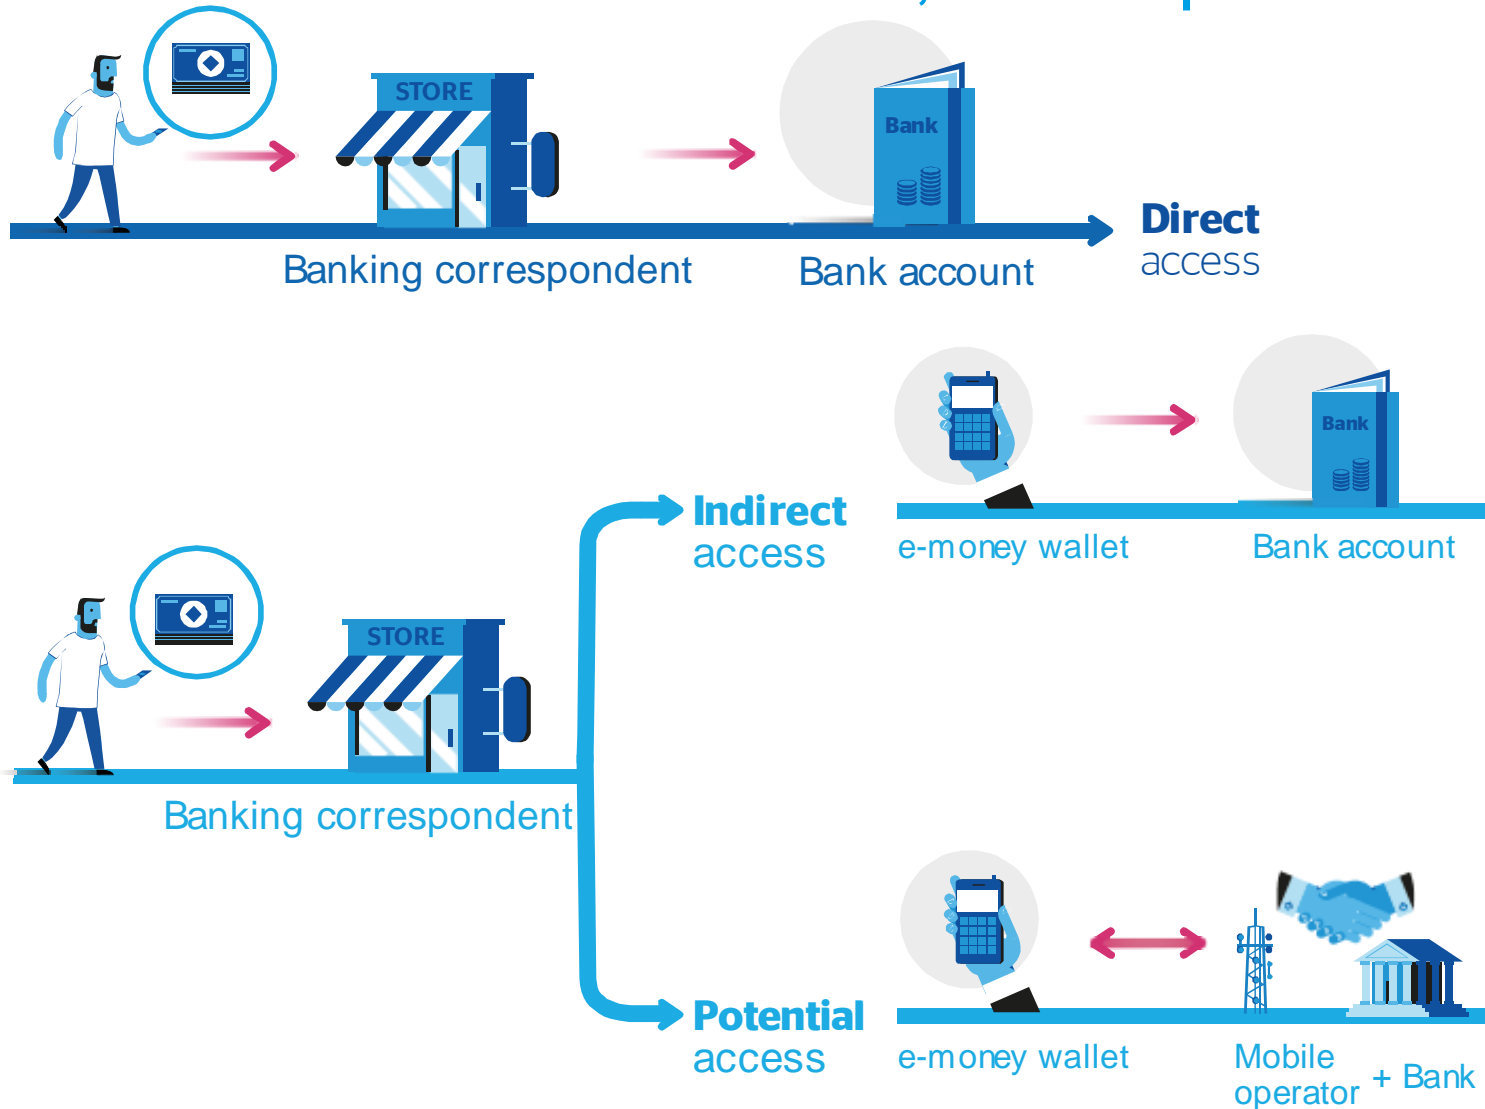 STORE
Bank
Direct
access
Banking correspondent
Bank account
Bank
Indirect
access
e-money wallet
Bank account
STORE
Banking correspondent
Potential
access
e-money wallet
Mobile
operator
+ Bank